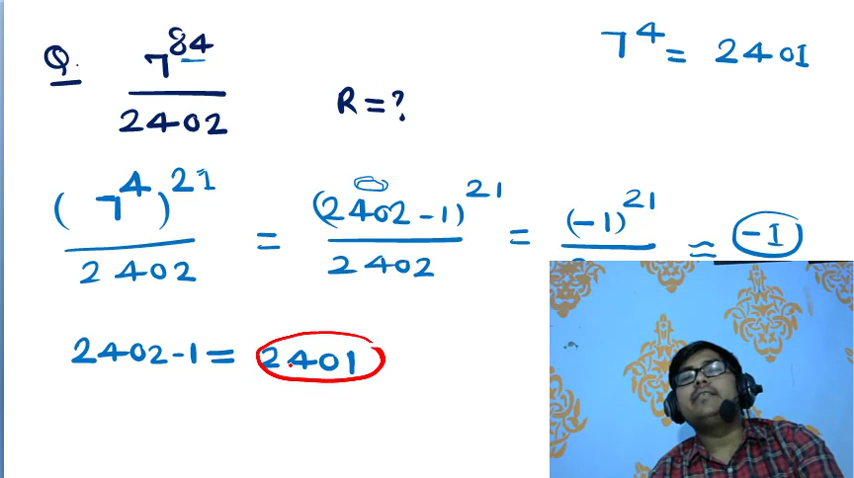 7^4 = 2401
Q. 7^84
2402
R = ?
(7^4)^21 / 2402 = (2402 - 1)^21 / 2402 = (-1)^21 ≈ -1
2402 - 1 = 2401